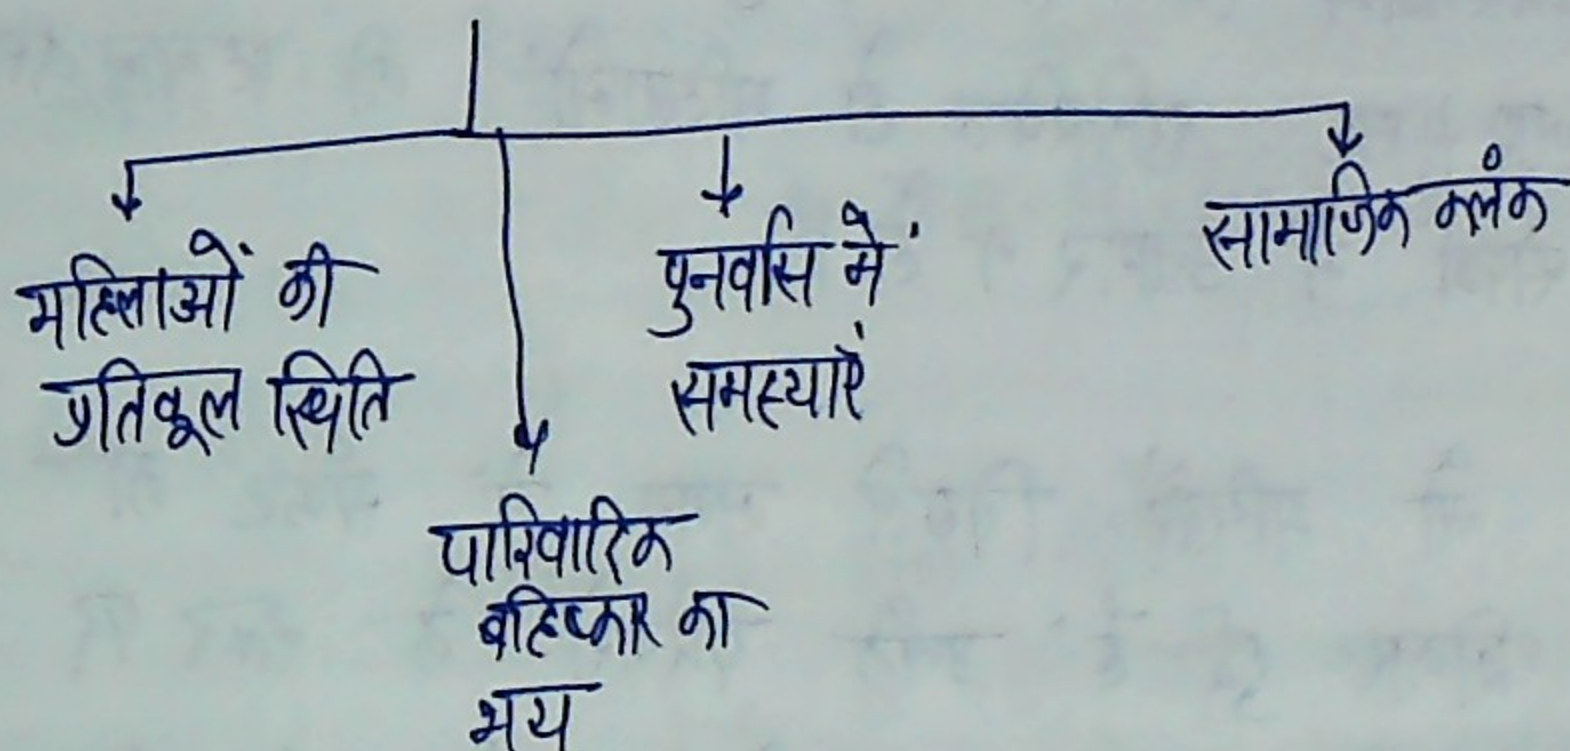 महिलाओं की
प्रतिकूल स्थिति
पारिवारिक
बहिष्कार का
भय
पुनर्वास में
समस्याएं
सामाजिक कलंक